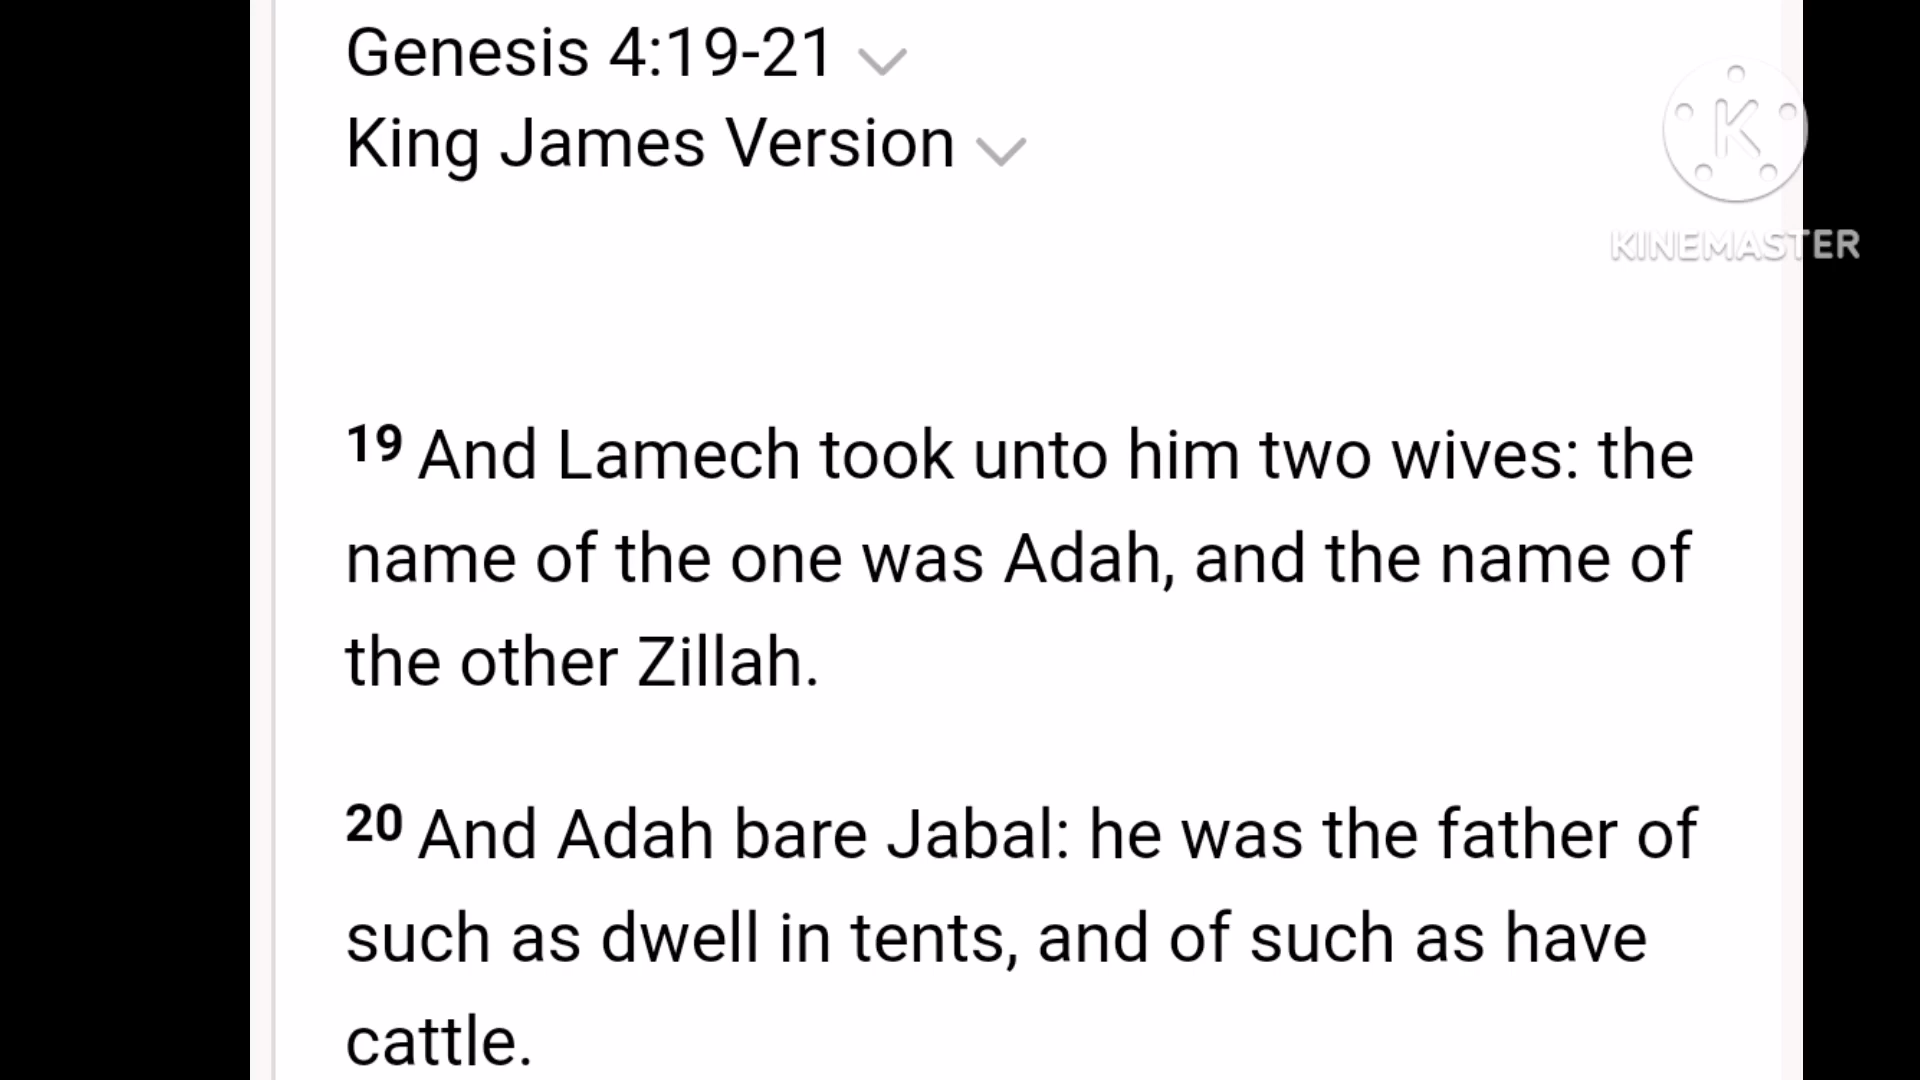 Genesis 4:19-21
King James Version
K
KINEMASTER
19 And Lamech took unto him two wives: the
name of the one was Adah, and the name of
the other Zillah.
20 And Adah bare Jabal: he was the father of
such as dwell in tents, and of such as have
cattle.